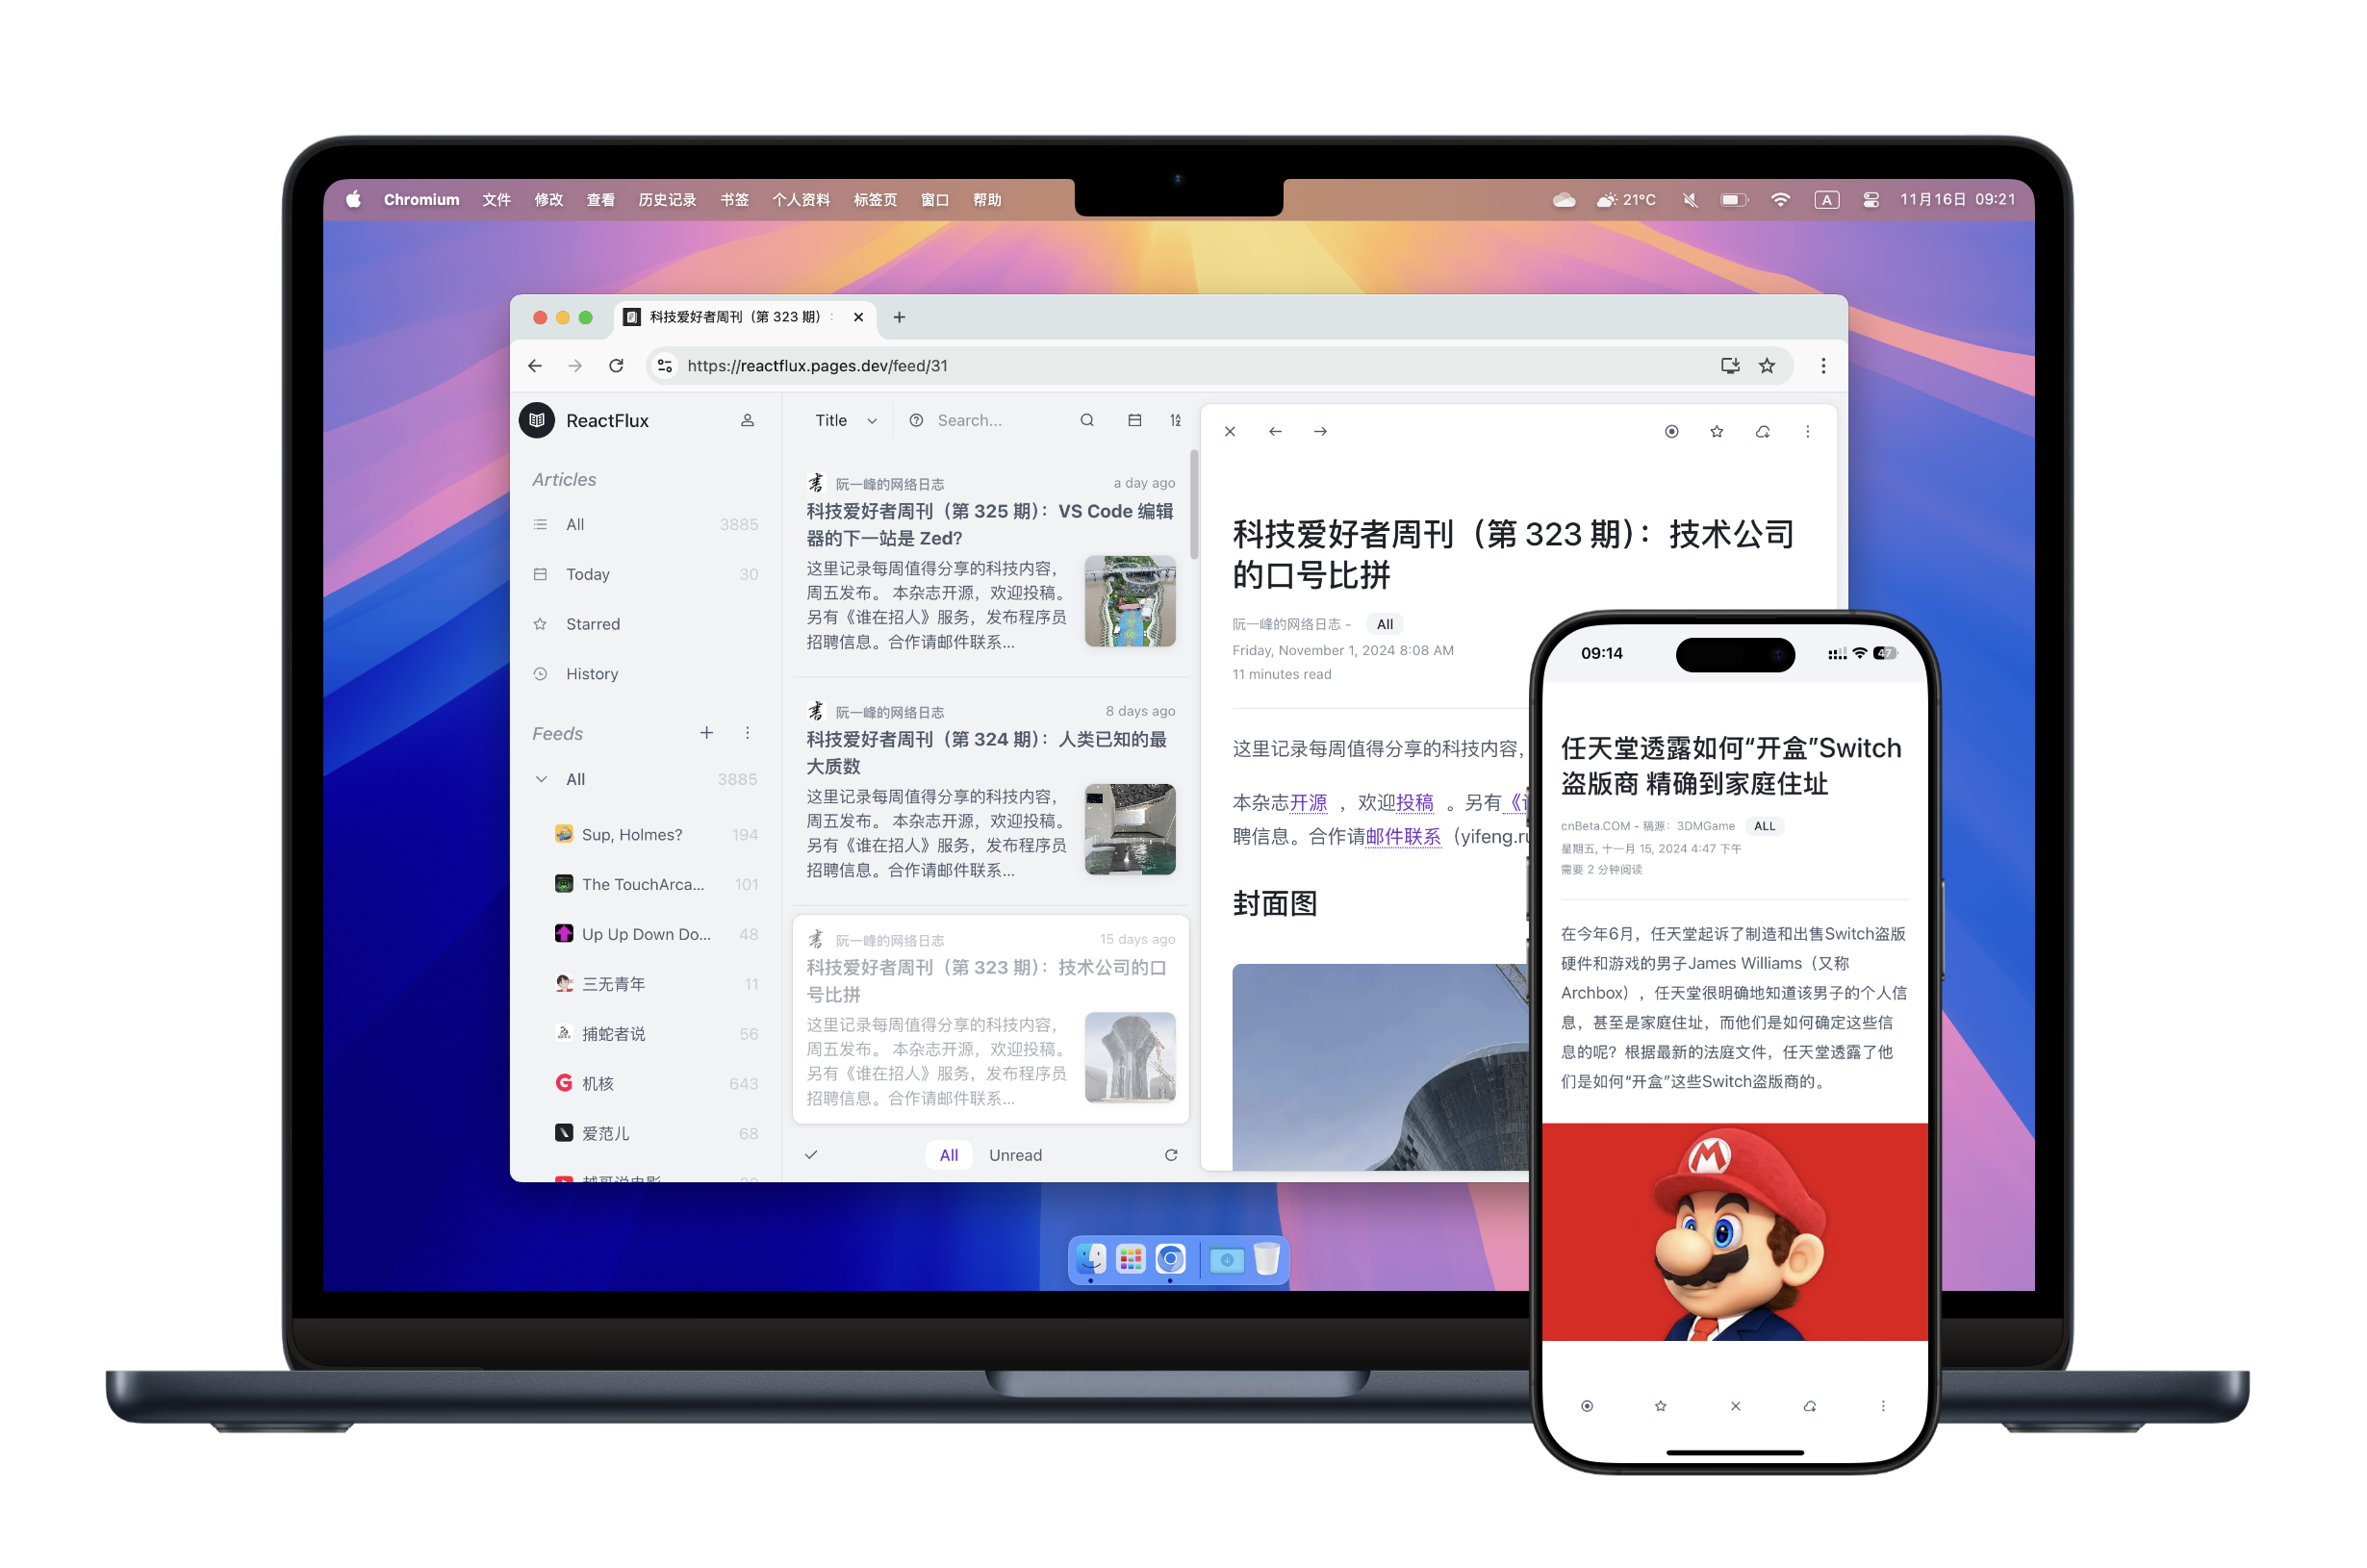 Chromium 文件 修改 查看 历史记录 书签 个人资料 标签页 窗口 帮助
21°C A 11月16日 09:21
科技爱好者周刊（第 323 期）:
https://reactflux.pages.dev/feed/31
ReactFlux
Articles
All 3885
Today 30
Starred
History
Feeds
All 3885
Sup, Holmes? 194
The TouchArca... 101
Up Up Down Do... 48
三无青年 11
捕蛇者说 56
机核 643
爱范儿 68
Title Search...
阮一峰的网络日志 a day ago
科技爱好者周刊（第 325 期）：VS Code 编辑
器的下一站是 Zed?
这里记录每周值得分享的科技内容，
周五发布。 本杂志开源，欢迎投稿。
另有《谁在招人》服务，发布程序员
招聘信息。合作请邮件联系...
阮一峰的网络日志 8 days ago
科技爱好者周刊（第 324 期）：人类已知的最
大质数
这里记录每周值得分享的科技内容，
周五发布。 本杂志开源，欢迎投稿。
另有《谁在招人》服务，发布程序员
招聘信息。合作请邮件联系...
阮一峰的网络日志 15 days ago
科技爱好者周刊（第 323 期）：技术公司的口
号比拼
这里记录每周值得分享的科技内容，
周五发布。 本杂志开源，欢迎投稿。
另有《谁在招人》服务，发布程序员
招聘信息。合作请邮件联系...
All Unread
科技爱好者周刊（第 323 期）：技术公司
的口号比拼
阮一峰的网络日志 - All
Friday, November 1, 2024 8:08 AM
11 minutes read
这里记录每周值得分享的科技内容，
本杂志开源 ，欢迎投稿 。另有《
聘信息。合作请邮件联系（yifeng.
封面图
09:14 47
任天堂透露如何“开盒”Switch
盗版商 精确到家庭住址
cnBeta.COM - 稿源：3DMGame ALL
星期五, 十一月 15, 2024 4:47 下午
需要 2 分钟阅读
在今年6月，任天堂起诉了制造和出售Switch盗版
硬件和游戏的男子James Williams（又称
Archbox），任天堂很明确地知道该男子的个人信
息，甚至是家庭住址，而他们是如何确定这些信
息的呢？根据最新的法庭文件，任天堂透露了他
们是如何“开盒”这些Switch盗版商的。
M